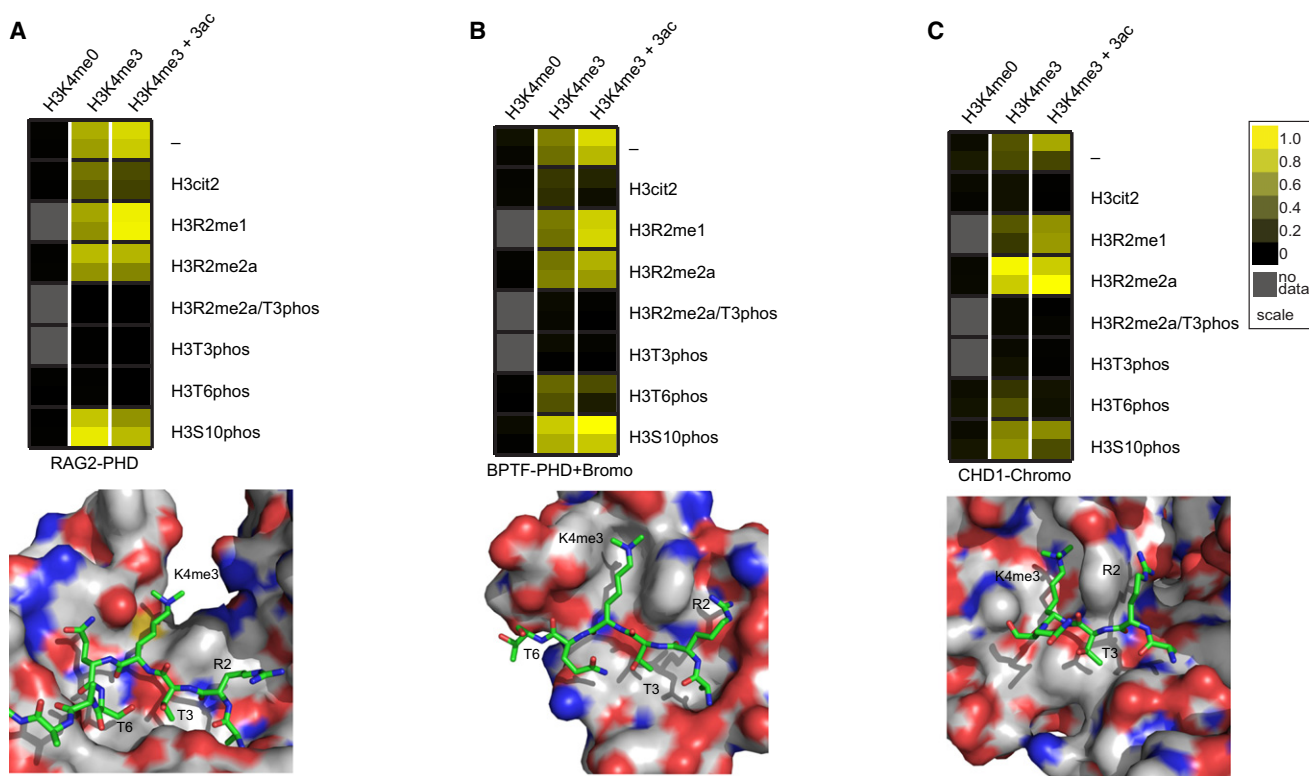 A
H3K4me0
H3K4me3
H3K4me3 + 3ac
–
H3cit2
H3R2me1
H3R2me2a
H3R2me2a/T3phos
H3T3phos
H3T6phos
H3S10phos
RAG2-PHD
K4me3
R2
T6
T3
B
H3K4me0
H3K4me3
H3K4me3 + 3ac
–
H3cit2
H3R2me1
H3R2me2a
H3R2me2a/T3phos
H3T3phos
H3T6phos
H3S10phos
BPTF-PHD+Bromo
K4me3
R2
T6
T3
C
H3K4me0
H3K4me3
H3K4me3 + 3ac
–
H3cit2
H3R2me1
H3R2me2a
H3R2me2a/T3phos
H3T3phos
H3T6phos
H3S10phos
CHD1-Chromo
K4me3
R2
T3
1.0
0.8
0.6
0.4
0.2
0
no
data
scale